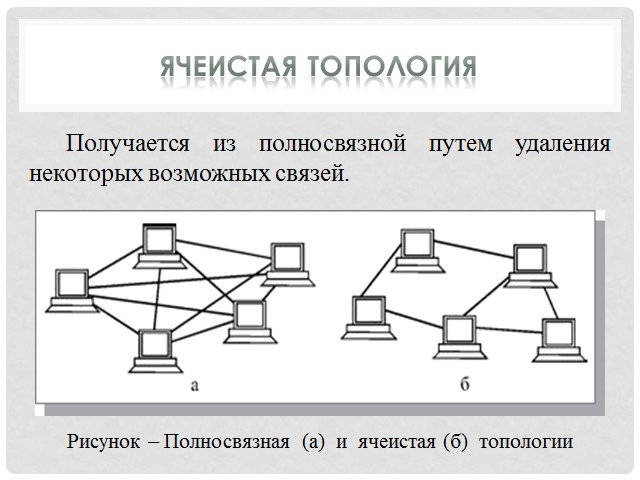 ЯЧЕИСТАЯ ТОПОЛОГИЯ
Получается из полносвязной путем удаления
некоторых возможных связей.
а б
Рисунок – Полносвязная (а) и ячеистая (б) топологии